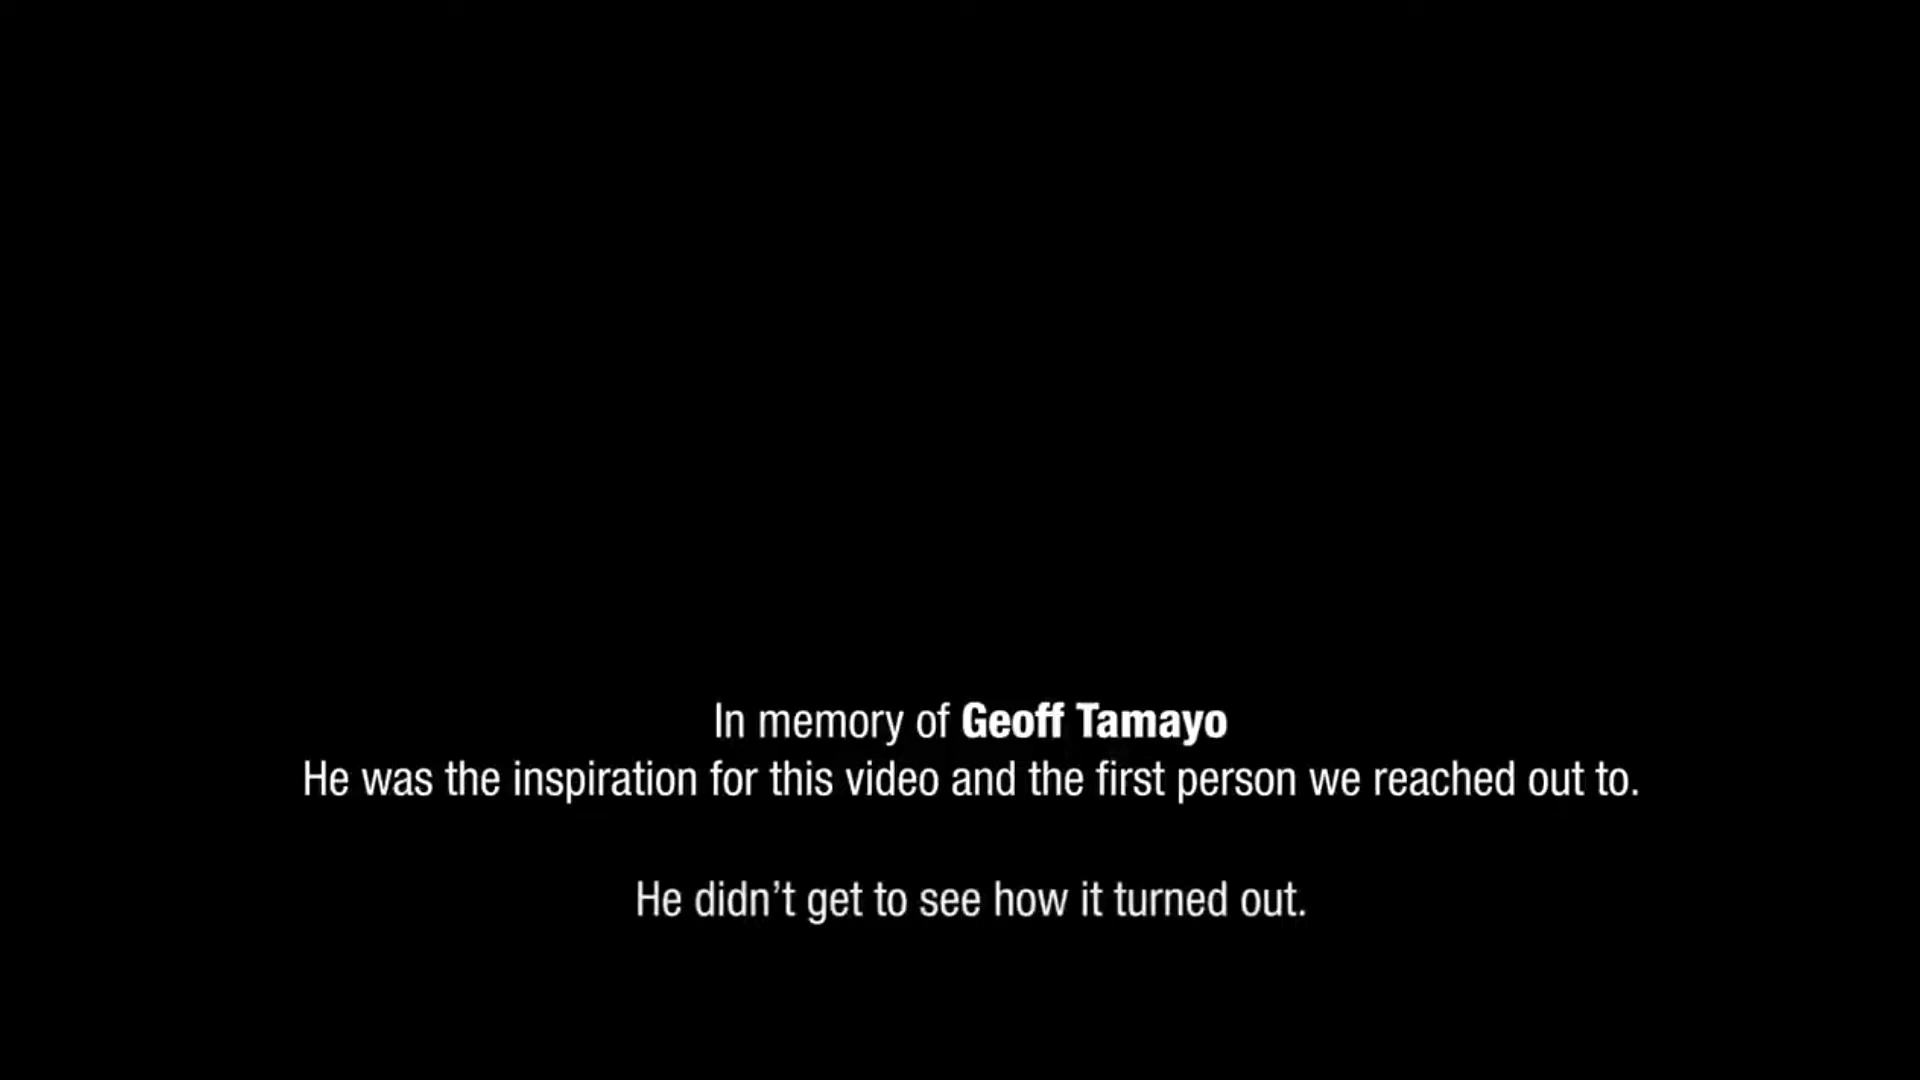 In memory of Geoff Tamayo
He was the inspiration for this video and the first person we reached out to.
He didn’t get to see how it turned out.